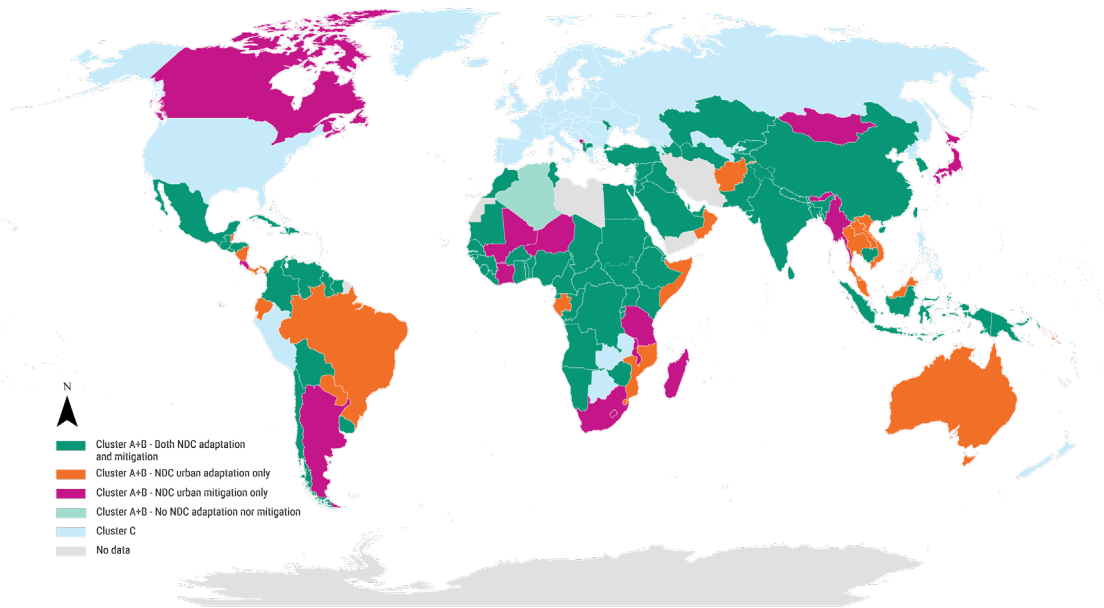 N
Cluster A+B - Both NDC adaptation
and mitigation
Cluster A+B - NDC urban adaptation only
Cluster A+B - NDC urban mitigation only
Cluster A+B - No NDC adaptation nor mitigation
Cluster C
No data